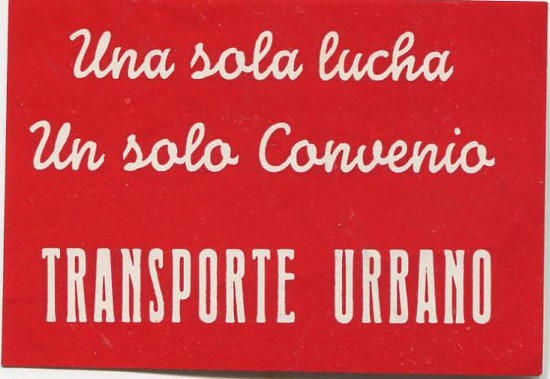 Una sola lucha
Un solo Convenio
TRANSPORTE URBANO